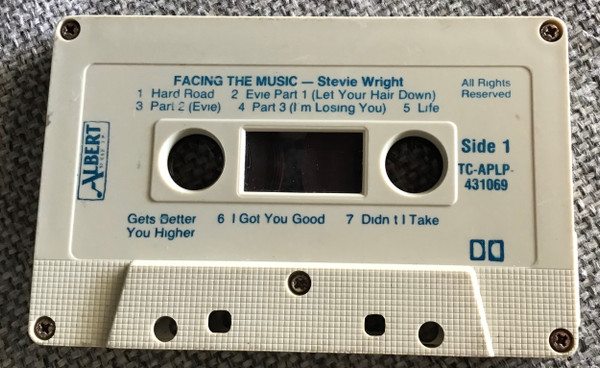 FACING THE MUSIC — Stevie Wright
1 Hard Road 2 Evie Part 1 (Let Your Hair Down)
3 Part 2 (Evie) 4 Part 3 (I'm Losing You) 5 Life
All Rights
Reserved
ALBERT
Side 1
TC-APLP-
431069
Gets Better 6 I Got You Good 7 Didn't I Take
You Higher